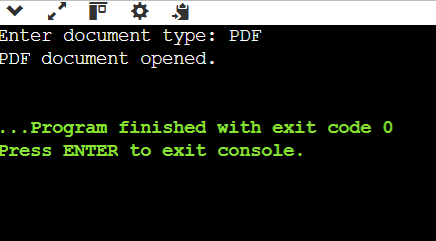 Enter document type: PDF
PDF document opened.
...Program finished with exit code 0
Press ENTER to exit console.